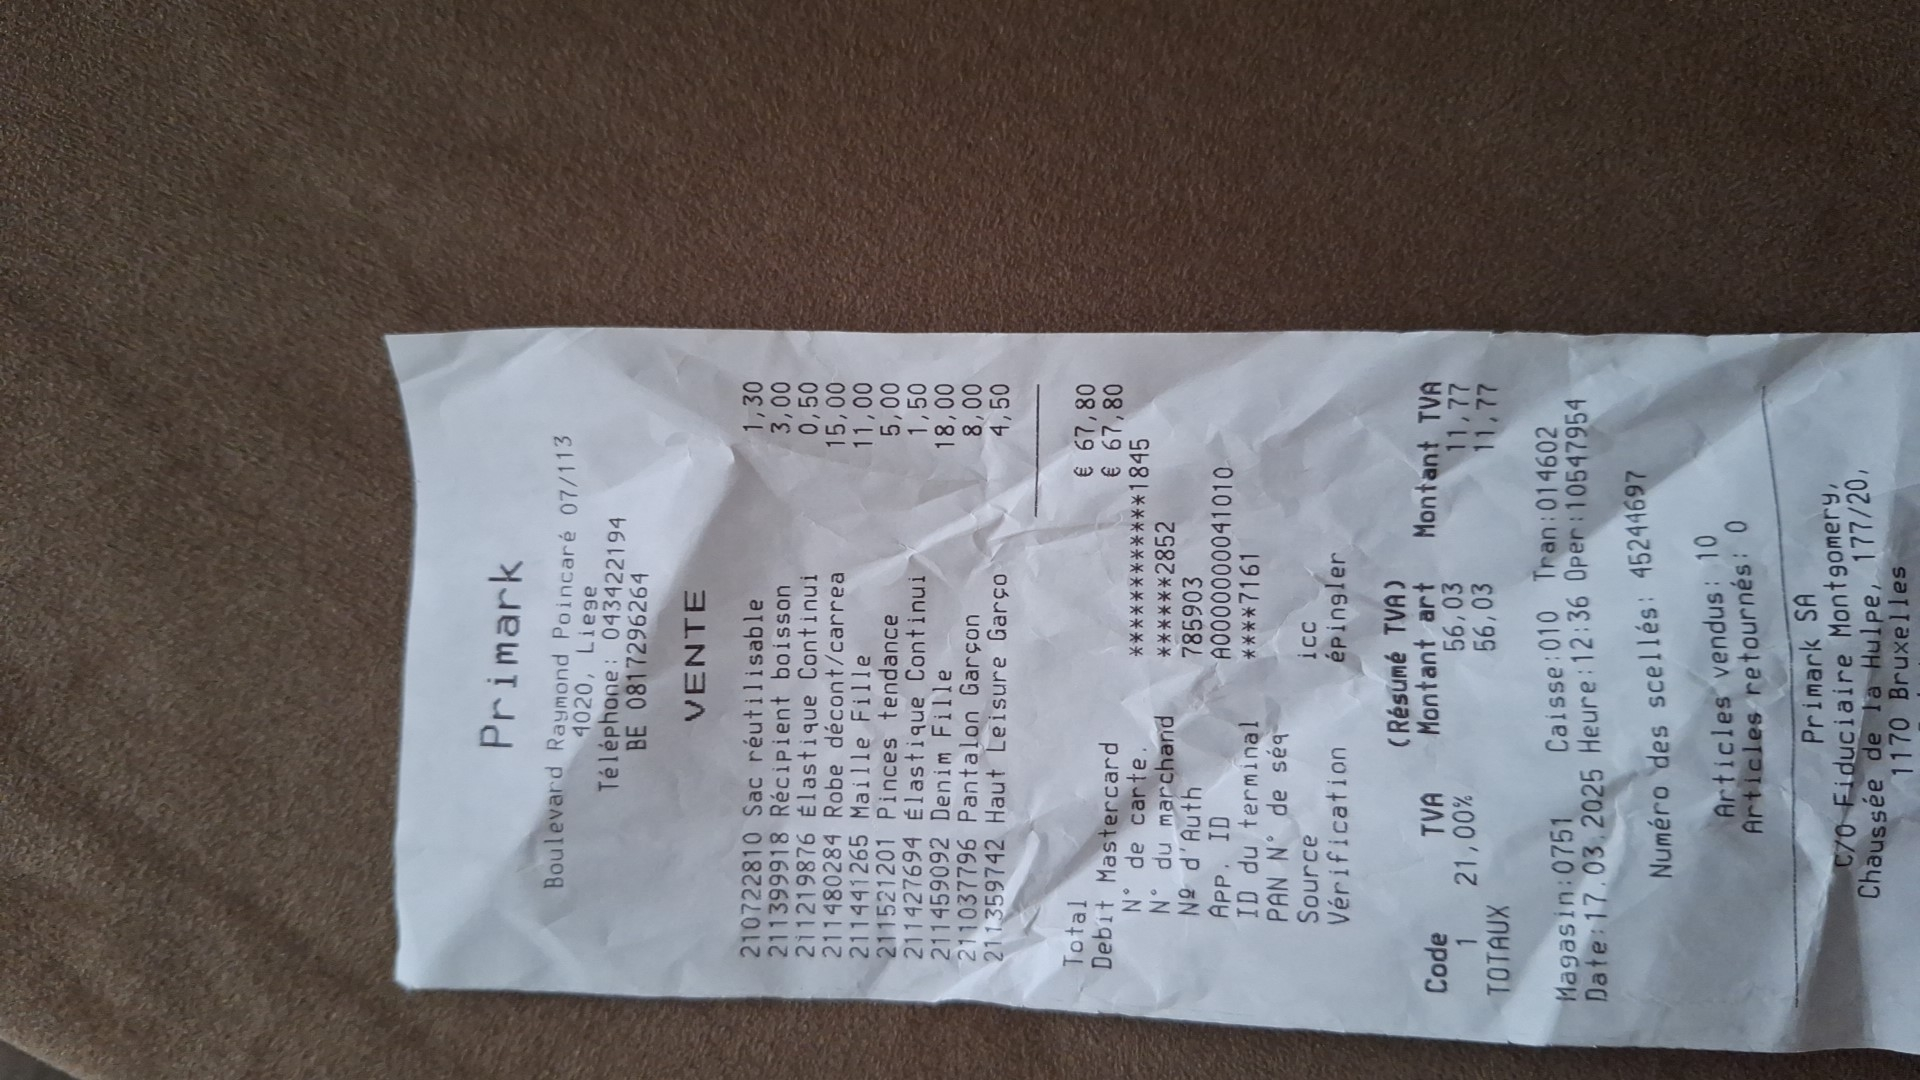 Primark
Boulevard Raymond Poincaré 07/113
4020, Liege
Téléphone: 043422194
BE 0817296264
VENTE
210722810 Sac réutilisable 1,30
211399918 Récipient boisson 3,00
211219876 Élastique Continui 0,50
211480284 Robe décont/carrea 15,00
211441265 Maille Fille 11,00
211521201 Pinces tendance 5,00
211427694 Élastique Continui 1,50
211459092 Denim Fille 18,00
211037796 Pantalon Garçon 8,00
211359742 Haut Leisure Garço 4,50
Total € 67,80
Debit Mastercard € 67,80
N° de carte. ************1845
N° du marchand ******2852
Nº d'Auth 785903
App. ID A0000000041010
ID du terminal ****7161
PAN N° de séq
Source icc
Vérification épingler
(Résumé TVA)
Code TVA Montant art Montant TVA
1 21,00% 56,03 11,77
TOTAUX 56,03 11,77
Magasin:0751 Caisse:010 Tran:014602
Date:17.03.2025 Heure:12:36 Oper:10547954
Numéro des scellés: 45244697
Articles vendus: 10
Articles retournés: 0
Primark SA
C/O Fiduciaire Montgomery,
Chaussée de la Hulpe, 177/20,
1170 Bruxelles